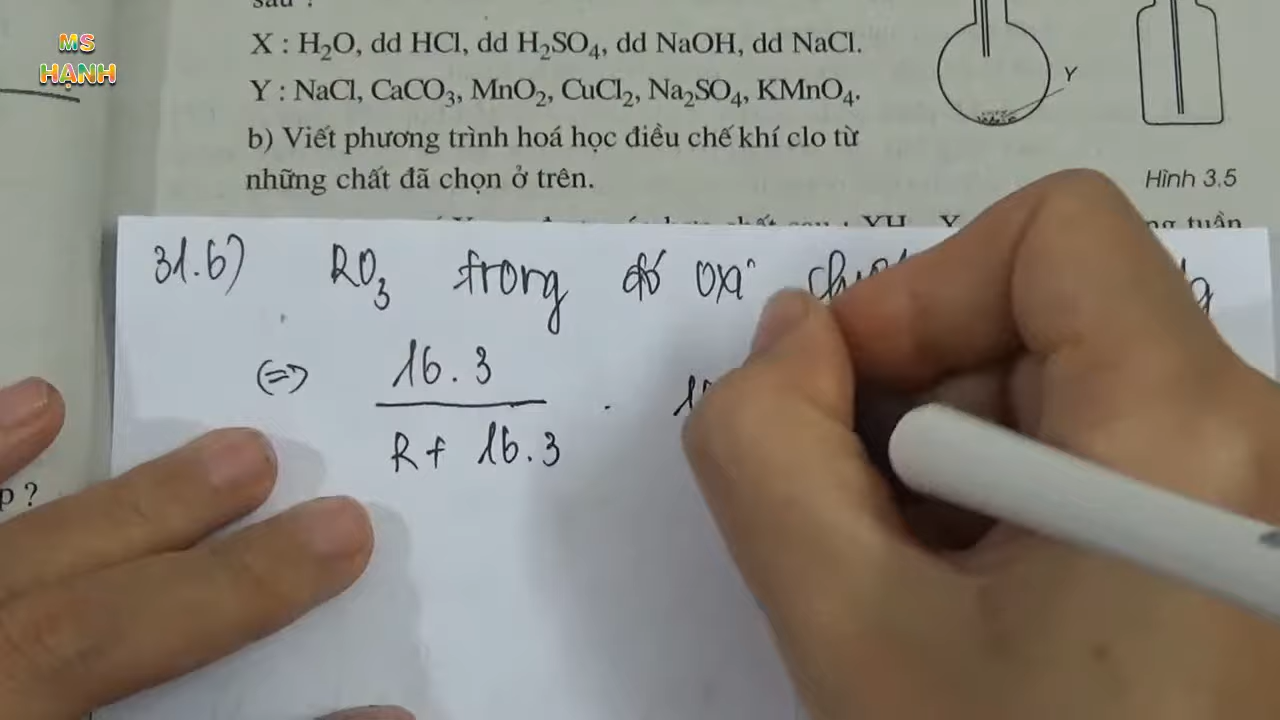 MS
HẠNH
X : H₂O, dd HCl, dd H₂SO₄, dd NaOH, dd NaCl.
Y : NaCl, CaCO₃, MnO₂, CuCl₂, Na₂SO₄, KMnO₄.
b) Viết phương trình hoá học điều chế khí clo từ
những chất đã chọn ở trên.
Y
Hình 3.5
p ?
31.6) RO₃ trong đó oxi
(=) 16.3
R + 16.3